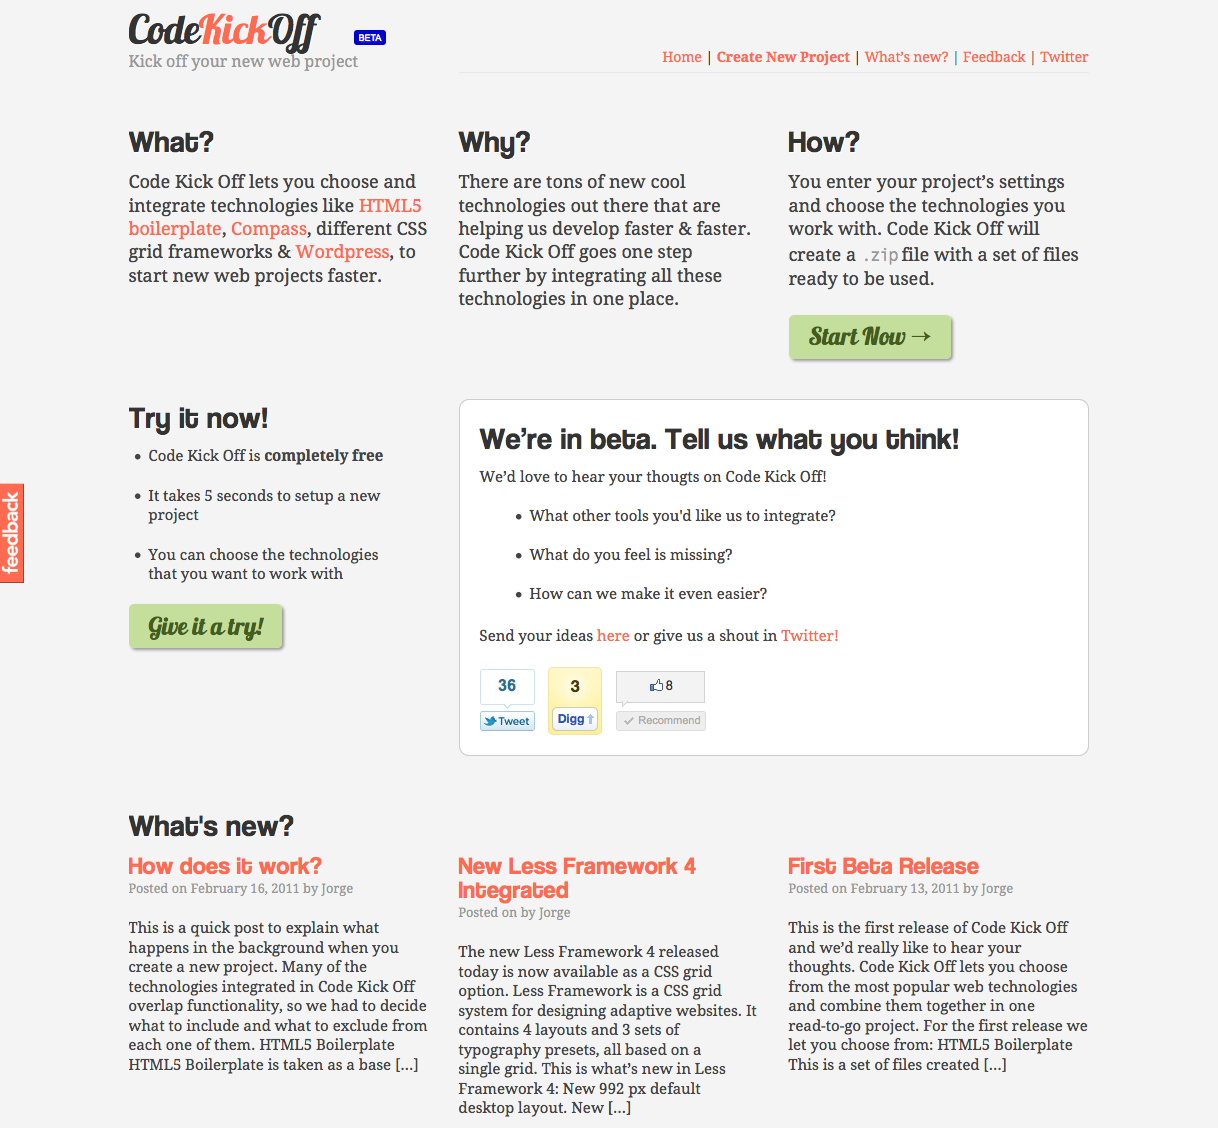 CodeKickOff BETA
Kick off your new web project
Home | Create New Project | What's new? | Feedback | Twitter
What?
Code Kick Off lets you choose and
integrate technologies like HTML5
boilerplate, Compass, different CSS
grid frameworks & Wordpress, to
start new web projects faster.
Why?
There are tons of new cool
technologies out there that are
helping us develop faster & faster.
Code Kick Off goes one step
further by integrating all these
technologies in one place.
How?
You enter your project’s settings
and choose the technologies you
work with. Code Kick Off will
create a .zip file with a set of files
ready to be used.
Start Now →
feedback
Try it now!
• Code Kick Off is completely free
• It takes 5 seconds to setup a new
project
• You can choose the technologies
that you want to work with
Give it a try!
We’re in beta. Tell us what you think!
We’d love to hear your thougts on Code Kick Off!
• What other tools you'd like us to integrate?
• What do you feel is missing?
• How can we make it even easier?
Send your ideas here or give us a shout in Twitter!
36
Tweet
3
Digg
8
Recommend
What's new?
How does it work?
Posted on February 16, 2011 by Jorge
This is a quick post to explain what
happens in the background when you
create a new project. Many of the
technologies integrated in Code Kick Off
overlap functionality, so we had to decide
what to include and what to exclude from
each one of them. HTML5 Boilerplate
HTML5 Boilerplate is taken as a base [...]
New Less Framework 4
Integrated
Posted on by Jorge
The new Less Framework 4 released
today is now available as a CSS grid
option. Less Framework is a CSS grid
system for designing adaptive websites. It
contains 4 layouts and 3 sets of
typography presets, all based on a
single grid. This is what’s new in Less
Framework 4: New 992 px default
desktop layout. New [...]
First Beta Release
Posted on February 13, 2011 by Jorge
This is the first release of Code Kick Off
and we’d really like to hear your
thoughts. Code Kick Off lets you choose
from the most popular web technologies
and combine them together in one
read-to-go project. For the first release we
let you choose from: HTML5 Boilerplate
This is a set of files created [...]